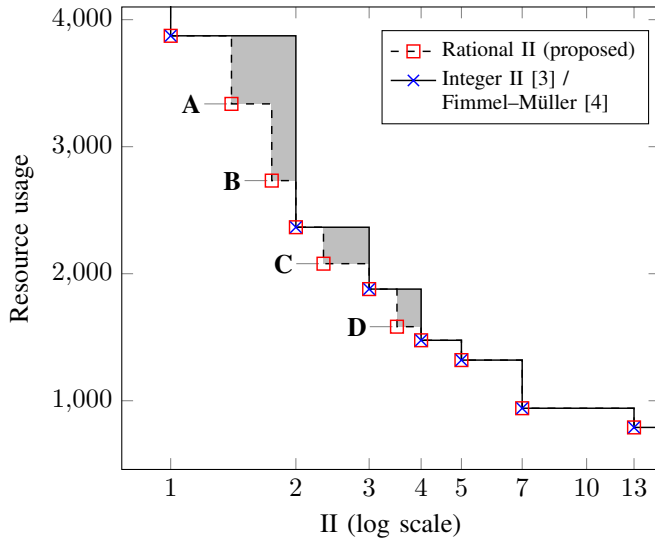 4,000
3,000
2,000
1,000
Resource usage
Rational II (proposed)
Integer II [3] /
Fimmel–Müller [4]
A
B
C
D
1 2 3 4 5 7 10 13
II (log scale)